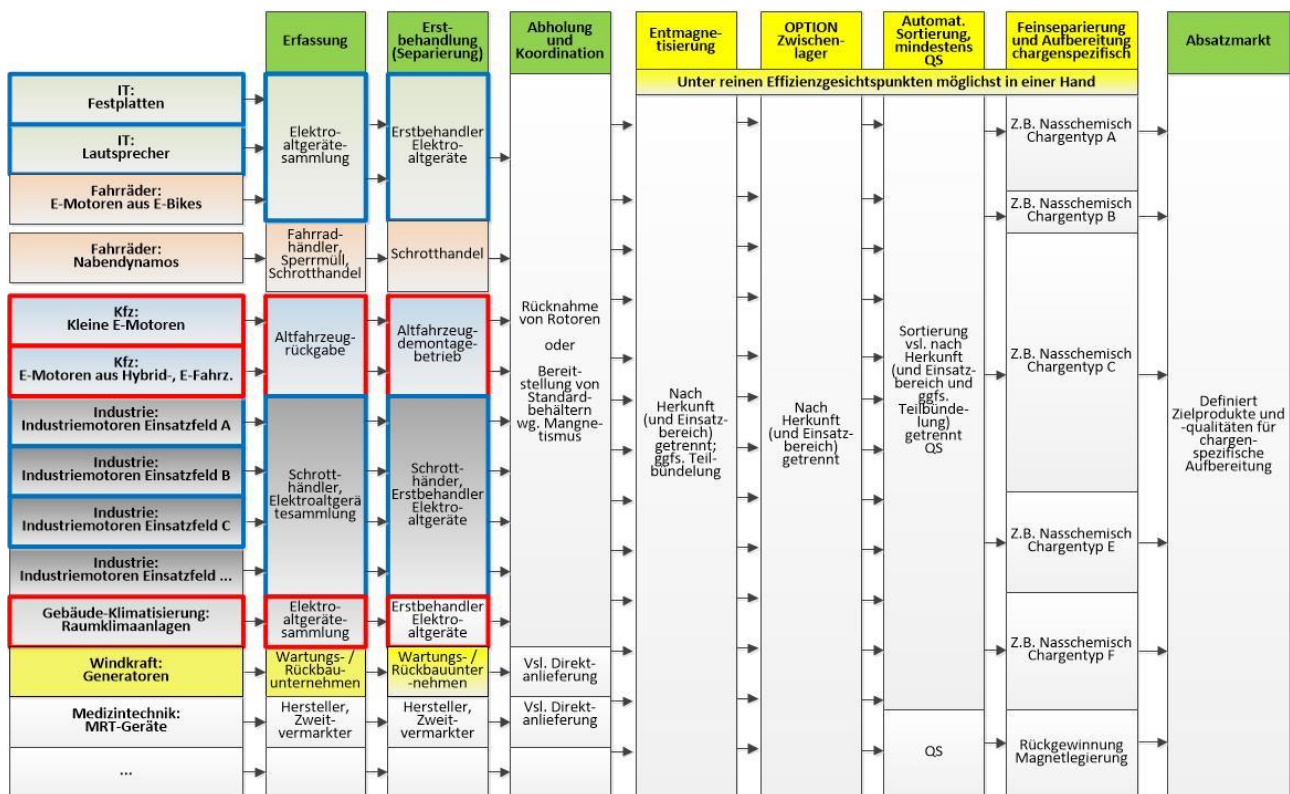 Erfassung
Erst-
behandlung
(Separierung)
Abholung
und
Koordination
Entmagne-
tisierung
OPTION
Zwischen-
lager
Automat.
Sortierung,
mindestens
QS
Feinseparierung
und Aufbereitung
chargenspezifisch
Absatzmarkt
Unter reinen Effizienzgesichtspunkten möglichst in einer Hand
IT:
Festplatten
IT:
Lautsprecher
Fahrräder:
E-Motoren aus E-Bikes
Elektro-
altgeräte-
sammlung
Erstbehandler
Elektro-
altgeräte
Fahrräder:
Nabendynamos
Fahrrad-
händler,
Sperrmüll,
Schrotthandel
Schrotthandel
Kfz:
Kleine E-Motoren
Kfz:
E-Motoren aus Hybrid-, E-Fahrz.
Altfahrzeug-
rückgabe
Altfahrzeug-
demontage-
betrieb
Industrie:
Industriemotoren Einsatzfeld A
Industrie:
Industriemotoren Einsatzfeld B
Industrie:
Industriemotoren Einsatzfeld C
Industrie:
Industriemotoren Einsatzfeld ...
Schrott-
händler,
Elektroaltgerä
tesammlung
Schrott-
händer,
Erstbehandler
Elektro-
altgeräte
Gebäude-Klimatisierung:
Raumklimaanlagen
Elektro-
altgeräte-
sammlung
Erstbehandler
Elektro-
altgeräte
Windkraft:
Generatoren
Wartungs- /
Rückbau-
unternehmen
Wartungs- /
Rückbauunter
-nehmen
Vsl. Direkt-
anlieferung
Medizintechnik:
MRT-Geräte
Hersteller,
Zweit-
vermarkter
Hersteller,
Zweit-
vermarkter
Vsl. Direkt-
anlieferung
...
Rücknahme
von Rotoren
oder
Bereit-
stellung von
Standard-
behältern
wg. Mangne-
tismus
Nach
Herkunft
(und Einsatz-
bereich)
getrennt;
ggfs. Teil-
bündelung
Nach
Herkunft
(und Einsatz-
bereich)
getrennt
Sortierung
vsl. nach
Herkunft
(und Einsatz-
bereich und
ggfs.
Teilbünde-
lung)
getrennt
QS
QS
Z.B. Nasschemisch
Chargentyp A
Z.B. Nasschemisch
Chargentyp B
Z.B. Nasschemisch
Chargentyp C
Z.B. Nasschemisch
Chargentyp E
Z.B. Nasschemisch
Chargentyp F
Rückgewinnung
Magnetlegierung
Definiert
Zielprodukte und
-qualitäten für
chargen-
spezifische
Aufbereitung